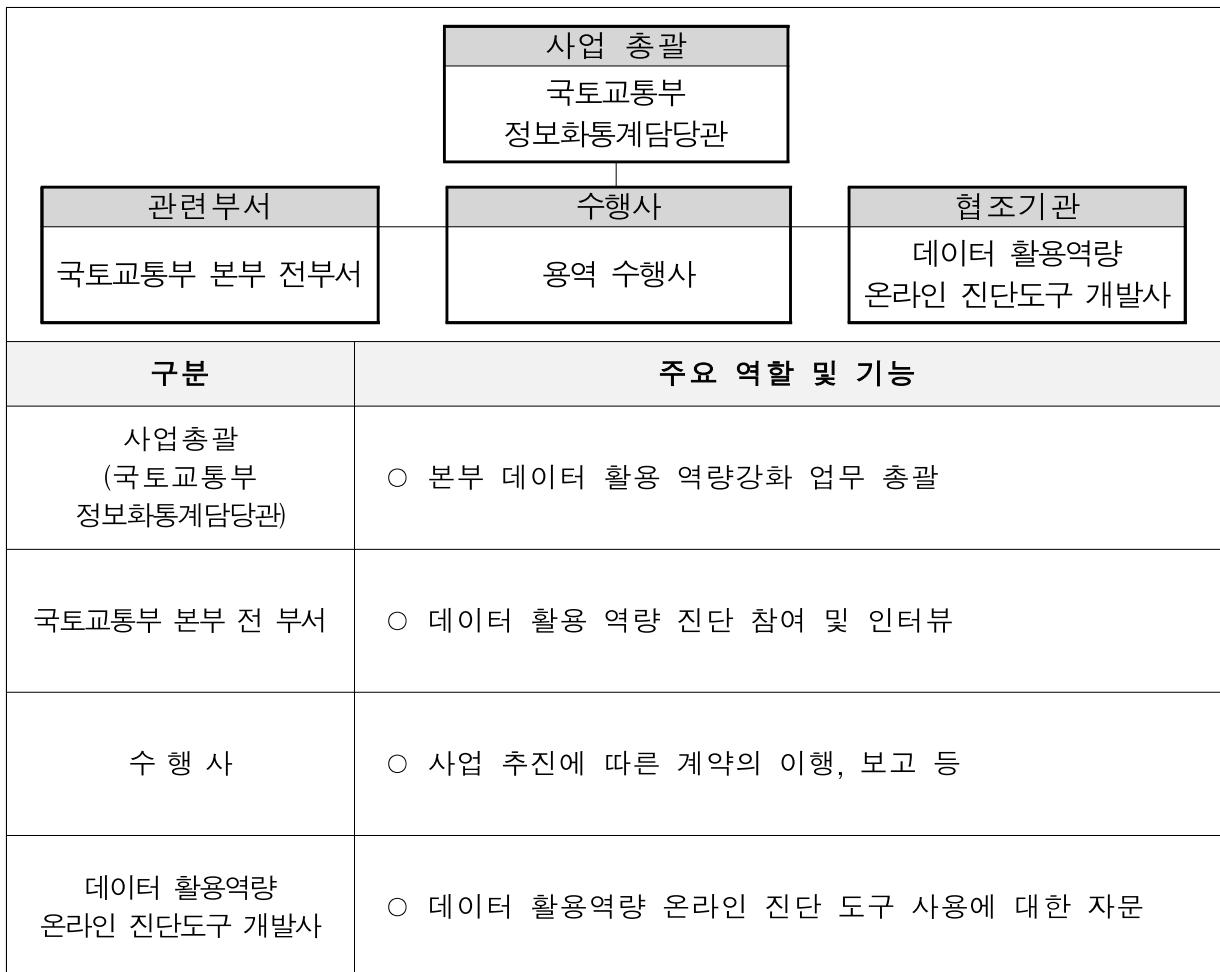 사업 총괄
국토교통부
정보화통계담당관
관련부서
국토교통부 본부 전부서
수행사
용역 수행사
협조기관
데이터 활용역량
온라인 진단도구 개발사
구분
주요 역할 및 기능
사업총괄
(국토교통부
정보화통계담당관)
○ 본부 데이터 활용 역량강화 업무 총괄
국토교통부 본부 전 부서
○ 데이터 활용 역량 진단 참여 및 인터뷰
수 행 사
○ 사업 추진에 따른 계약의 이행, 보고 등
데이터 활용역량
온라인 진단도구 개발사
○ 데이터 활용역량 온라인 진단 도구 사용에 대한 자문